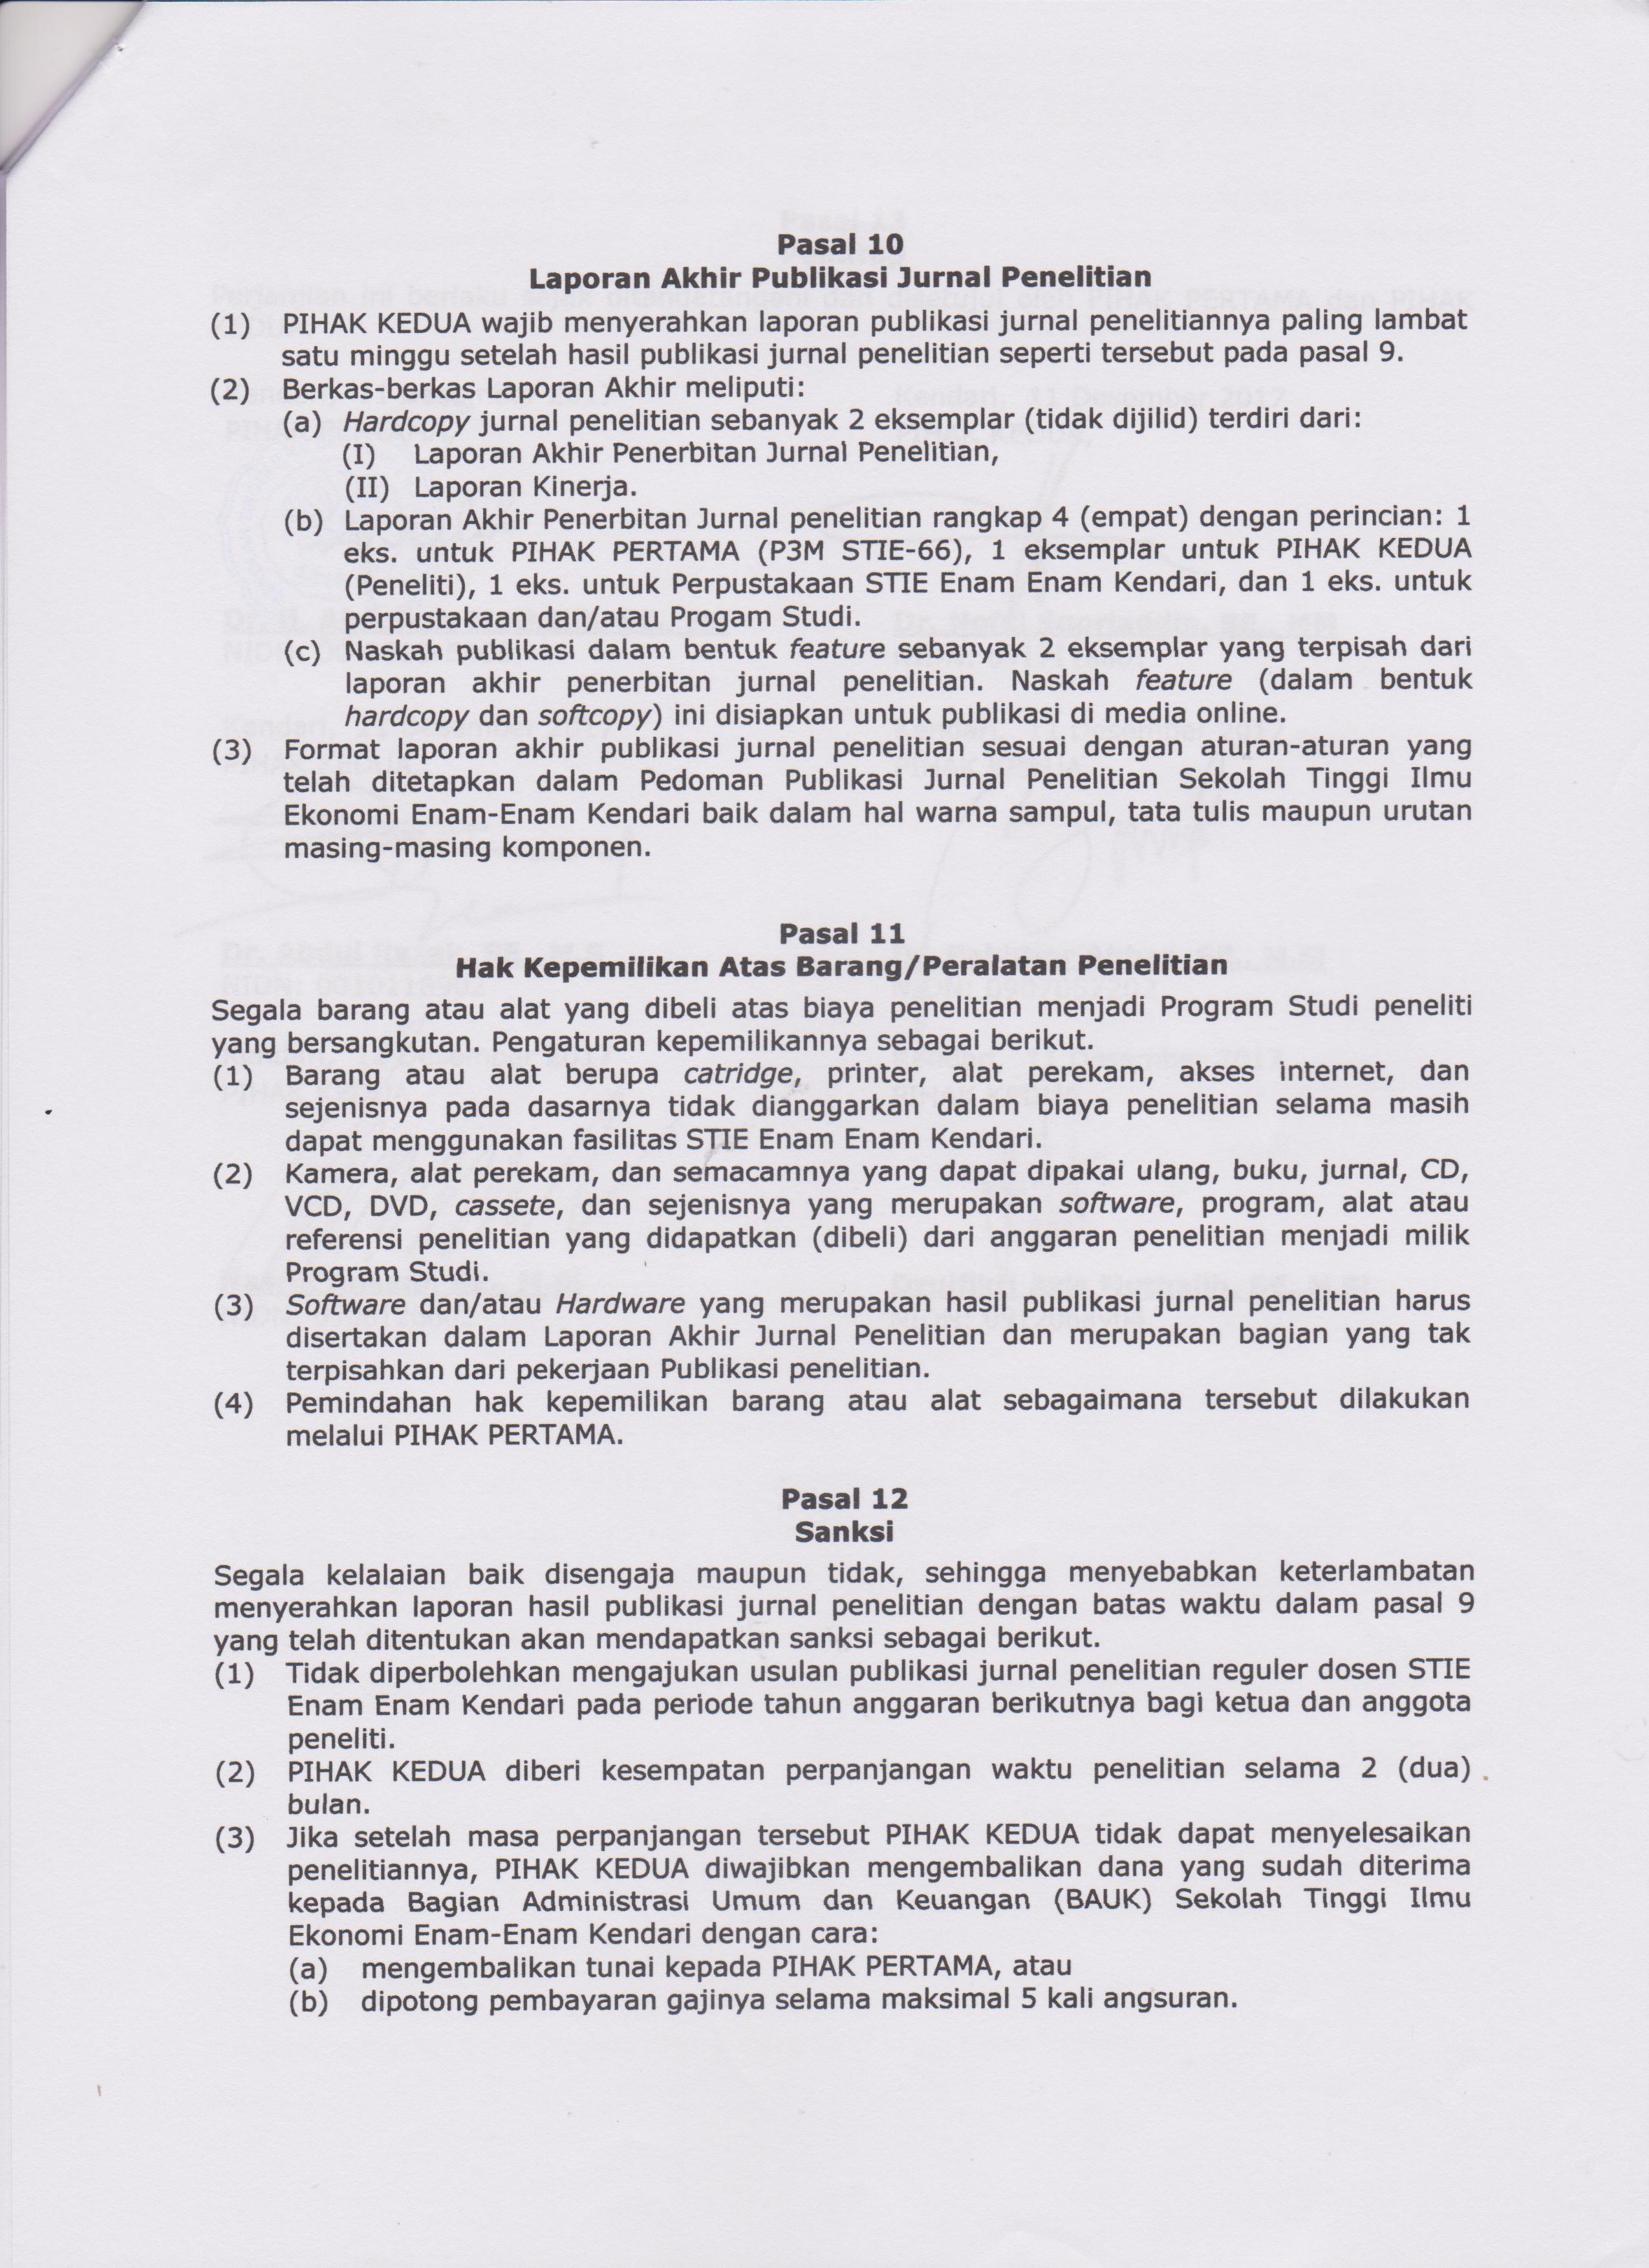 Pasal 10
Laporan Akhir Publikasi Jurnal Penelitian
(1) PIHAK KEDUA wajib menyerahkan laporan publikasi jurnal penelitiannya paling lambat
satu minggu setelah hasil publikasi jurnal penelitian seperti tersebut pada pasal 9.
(2) Berkas-berkas Laporan Akhir meliputi:
(a) Hardcopy jurnal penelitian sebanyak 2 eksemplar (tidak dijilid) terdiri dari:
(I) Laporan Akhir Penerbitan Jurnal Penelitian,
(II) Laporan Kinerja.
(b) Laporan Akhir Penerbitan Jurnal penelitian rangkap 4 (empat) dengan perincian: 1
eks. untuk PIHAK PERTAMA (P3M STIE-66), 1 eksemplar untuk PIHAK KEDUA
(Peneliti), 1 eks. untuk Perpustakaan STIE Enam Enam Kendari, dan 1 eks. untuk
perpustakaan dan/atau Progam Studi.
(c) Naskah publikasi dalam bentuk feature sebanyak 2 eksemplar yang terpisah dari
laporan akhir penerbitan jurnal penelitian. Naskah feature (dalam bentuk
hardcopy dan softcopy) ini disiapkan untuk publikasi di media online.
(3) Format laporan akhir publikasi jurnal penelitian sesuai dengan aturan-aturan yang
telah ditetapkan dalam Pedoman Publikasi Jurnal Penelitian Sekolah Tinggi Ilmu
Ekonomi Enam-Enam Kendari baik dalam hal warna sampul, tata tulis maupun urutan
masing-masing komponen.
Pasal 11
Hak Kepemilikan Atas Barang/Peralatan Penelitian
Segala barang atau alat yang dibeli atas biaya penelitian menjadi Program Studi peneliti
yang bersangkutan. Pengaturan kepemilikannya sebagai berikut.
(1) Barang atau alat berupa catridge, printer, alat perekam, akses internet, dan
sejenisnya pada dasarnya tidak dianggarkan dalam biaya penelitian selama masih
dapat menggunakan fasilitas STIE Enam Enam Kendari.
(2) Kamera, alat perekam, dan semacamnya yang dapat dipakai ulang, buku, jurnal, CD,
VCD, DVD, cassete, dan sejenisnya yang merupakan software, program, alat atau
referensi penelitian yang didapatkan (dibeli) dari anggaran penelitian menjadi milik
Program Studi.
(3) Software dan/atau Hardware yang merupakan hasil publikasi jurnal penelitian harus
disertakan dalam Laporan Akhir Jurnal Penelitian dan merupakan bagian yang tak
terpisahkan dari pekerjaan Publikasi penelitian.
(4) Pemindahan hak kepemilikan barang atau alat sebagaimana tersebut dilakukan
melalui PIHAK PERTAMA.
Pasal 12
Sanksi
Segala kelalaian baik disengaja maupun tidak, sehingga menyebabkan keterlambatan
menyerahkan laporan hasil publikasi jurnal penelitian dengan batas waktu dalam pasal 9
yang telah ditentukan akan mendapatkan sanksi sebagai berikut.
(1) Tidak diperbolehkan mengajukan usulan publikasi jurnal penelitian reguler dosen STIE
Enam Enam Kendari pada periode tahun anggaran berikutnya bagi ketua dan anggota
peneliti.
(2) PIHAK KEDUA diberi kesempatan perpanjangan waktu penelitian selama 2 (dua)
bulan.
(3) Jika setelah masa perpanjangan tersebut PIHAK KEDUA tidak dapat menyelesaikan
penelitiannya, PIHAK KEDUA diwajibkan mengembalikan dana yang sudah diterima
kepada Bagian Administrasi Umum dan Keuangan (BAUK) Sekolah Tinggi Ilmu
Ekonomi Enam-Enam Kendari dengan cara:
(a) mengembalikan tunai kepada PIHAK PERTAMA, atau
(b) dipotong pembayaran gajinya selama maksimal 5 kali angsuran.